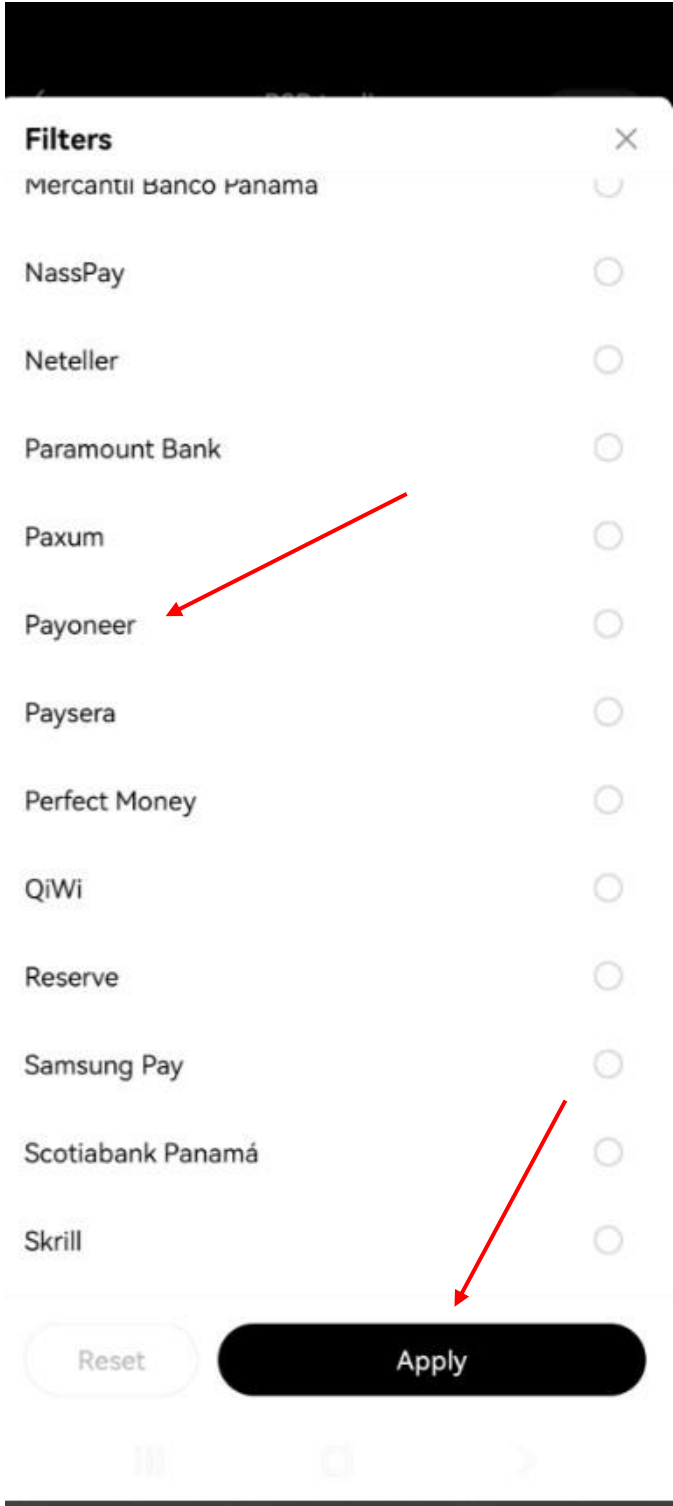 Filters
Mercantil Banco Panama
NassPay
Neteller
Paramount Bank
Paxum
Payoneer
Paysera
Perfect Money
QiWi
Reserve
Samsung Pay
Scotiabank Panamá
Skrill
Reset
Apply